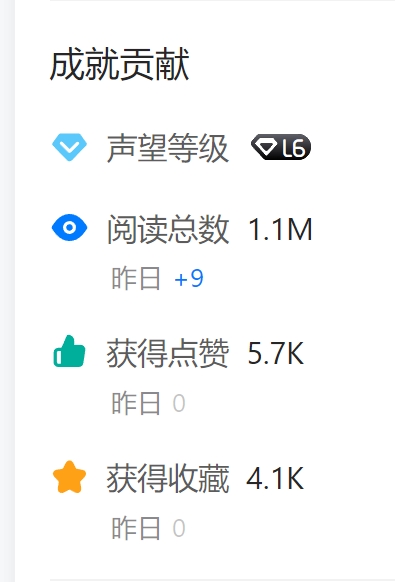 成就贡献
声望等级 L6
阅读总数 1.1M
昨日 +9
获得点赞 5.7K
昨日 0
获得收藏 4.1K
昨日 0